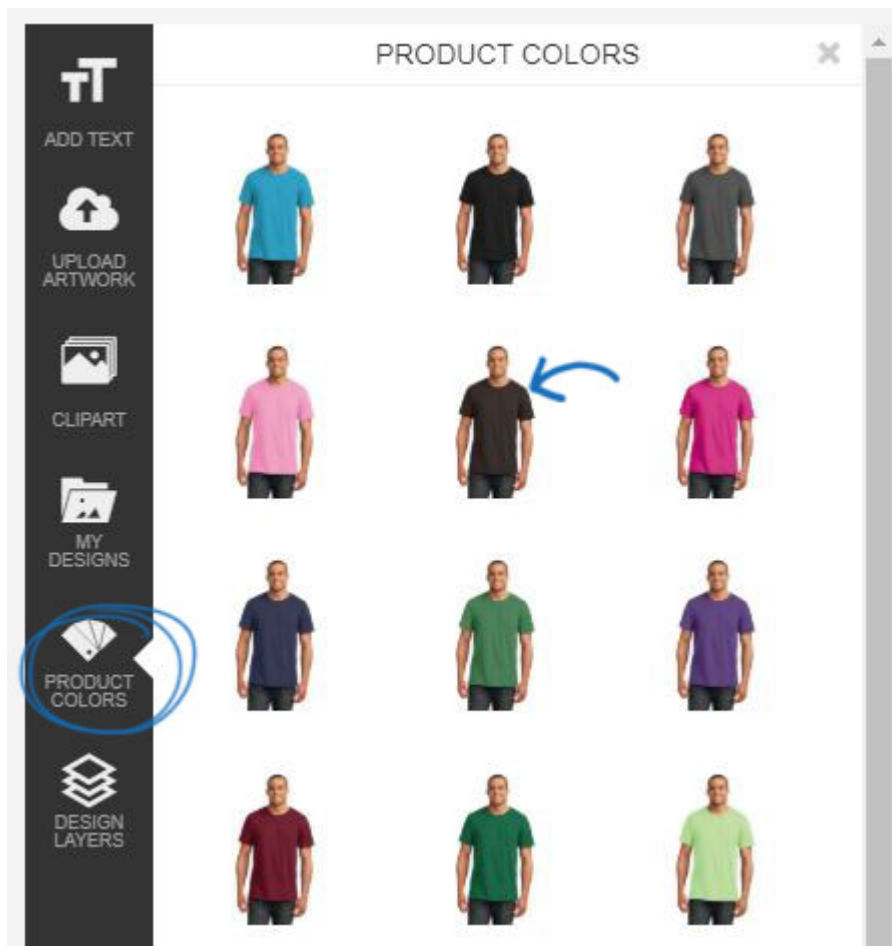 PRODUCT COLORS
ADD TEXT
UPLOAD
ARTWORK
CLIPART
MY
DESIGNS
PRODUCT
COLORS
DESIGN
LAYERS